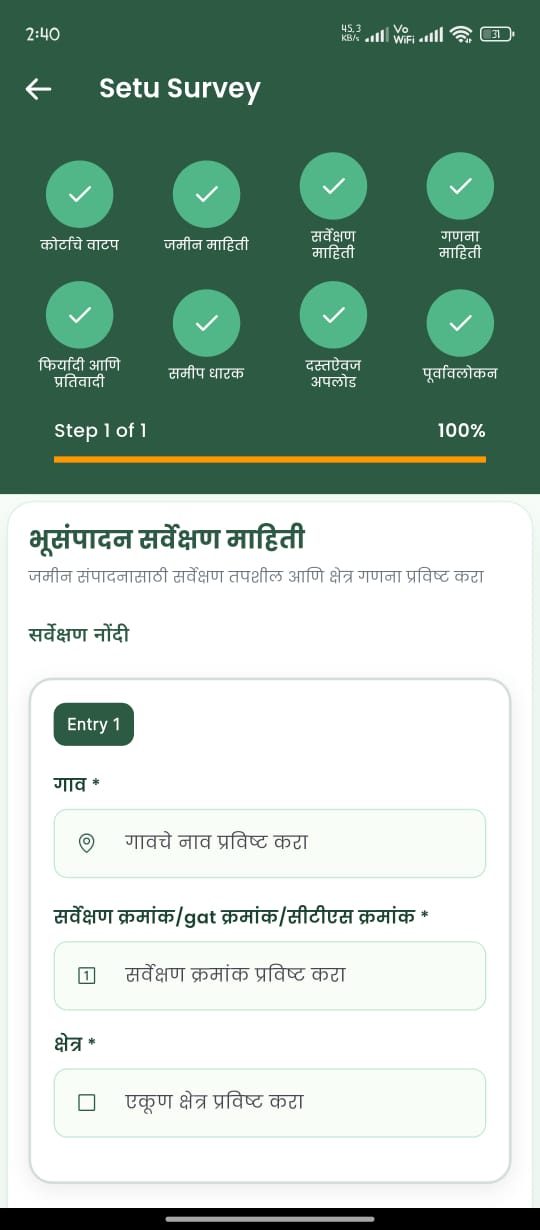 2:40
45.3
KB/s
Vo
WiFi
31
Setu Survey
कोर्टाचे वाटप
जमीन माहिती
सर्वेक्षण
माहिती
गणना
माहिती
फिर्यादी आणि
प्रतिवादी
समीप धारक
दस्तऐवज
अपलोड
पूर्वावलोकन
Step 1 of 1
100%
भूसंपादन सर्वेक्षण माहिती
जमीन संपादनासाठी सर्वेक्षण तपशील आणि क्षेत्र गणना प्रविष्ट करा
सर्वेक्षण नोंदी
Entry 1
गाव *
गावचे नाव प्रविष्ट करा
सर्वेक्षण क्रमांक/gat क्रमांक/सीटीएस क्रमांक *
1
सर्वेक्षण क्रमांक प्रविष्ट करा
क्षेत्र *
एकूण क्षेत्र प्रविष्ट करा